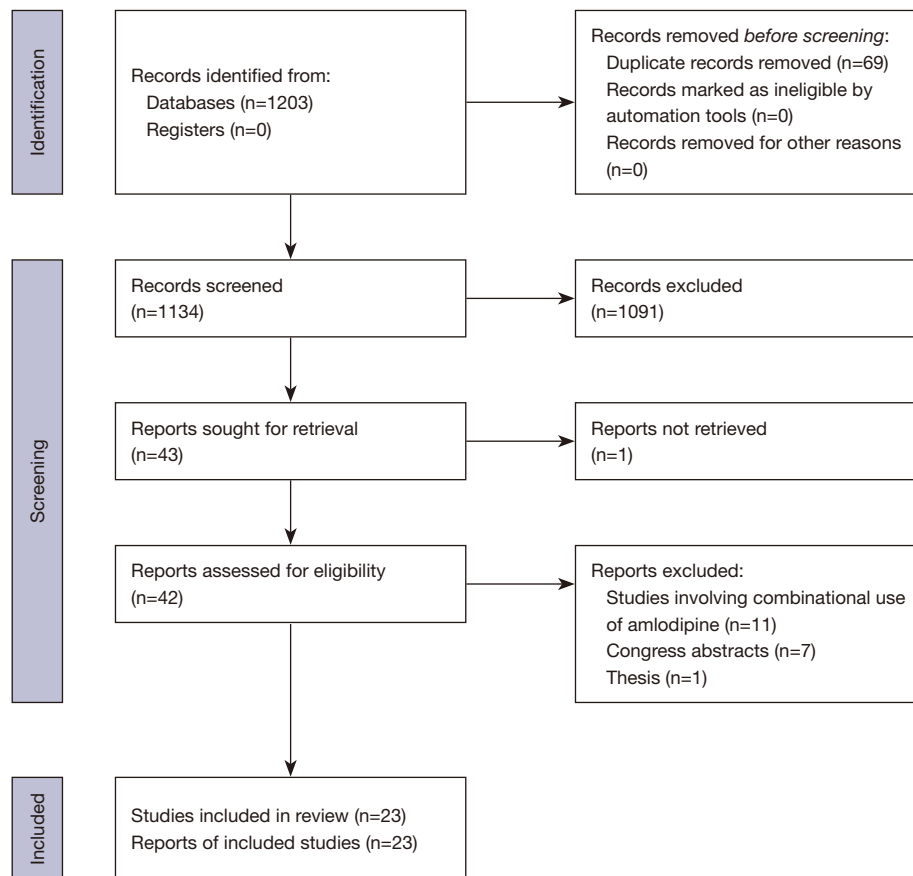 Identification
Records identified from:
Databases (n=1203)
Registers (n=0)
Records removed before screening:
Duplicate records removed (n=69)
Records marked as ineligible by
automation tools (n=0)
Records removed for other reasons
(n=0)
Screening
Records screened
(n=1134)
Records excluded
(n=1091)
Reports sought for retrieval
(n=43)
Reports not retrieved
(n=1)
Reports assessed for eligibility
(n=42)
Reports excluded:
Studies involving combinational use
of amlodipine (n=11)
Congress abstracts (n=7)
Thesis (n=1)
Included
Studies included in review (n=23)
Reports of included studies (n=23)